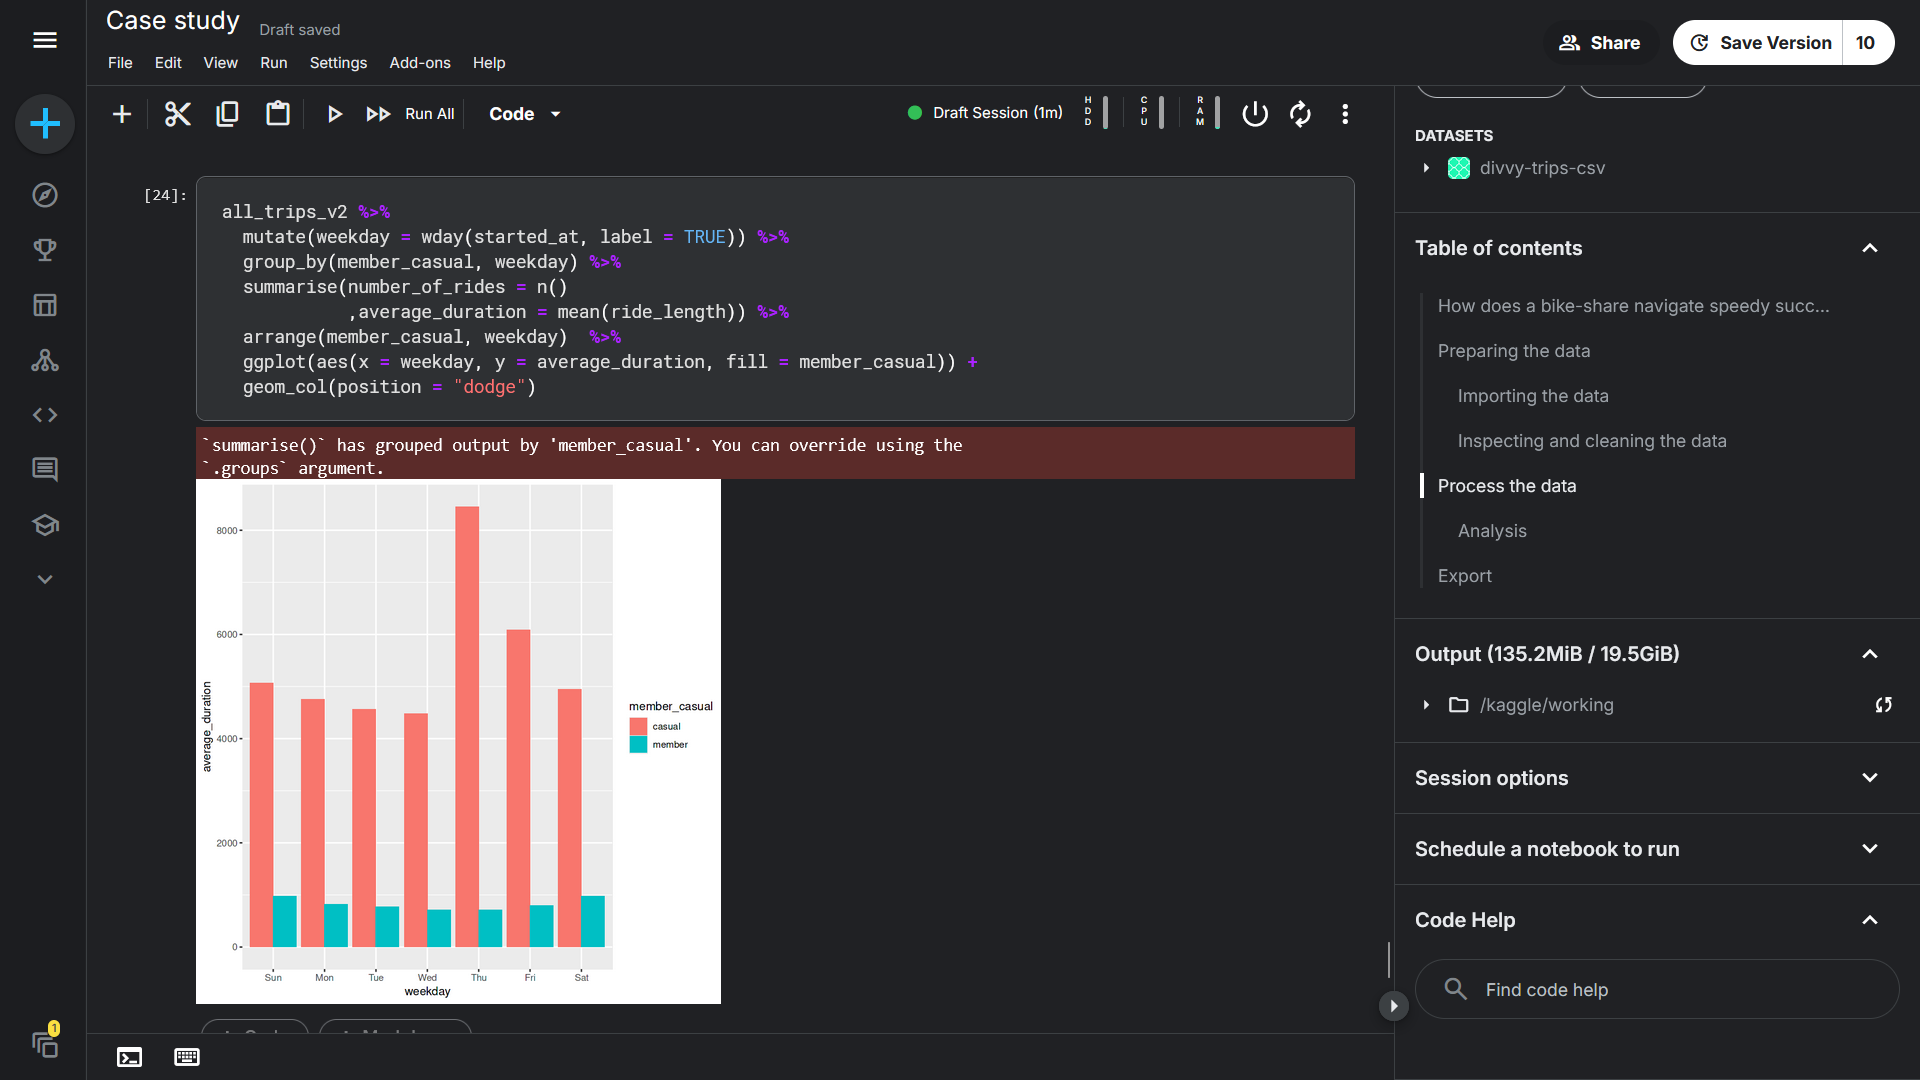 Case study
Draft saved
File Edit View Run Settings Add-ons Help
Share
Save Version 10
Run All
Code
Draft Session (1m)
HDD
CPU
RAM
[24]:
all_trips_v2 %>%
mutate(weekday = wday(started_at, label = TRUE)) %>%
group_by(member_casual, weekday) %>%
summarise(number_of_rides = n()
,average_duration = mean(ride_length)) %>%
arrange(member_casual, weekday)  %>%
ggplot(aes(x = weekday, y = average_duration, fill = member_casual)) +
geom_col(position = "dodge")
`summarise()` has grouped output by 'member_casual'. You can override using the
`.groups` argument.
8000
6000
4000
2000
0
average_duration
Sun Mon Tue Wed Thu Fri Sat
weekday
member_casual
casual
member
DATASETS
divvy-trips-csv
Table of contents
How does a bike-share navigate speedy succ...
Preparing the data
Importing the data
Inspecting and cleaning the data
Process the data
Analysis
Export
Output (135.2MiB / 19.5GiB)
/kaggle/working
Session options
Schedule a notebook to run
Code Help
Find code help
1